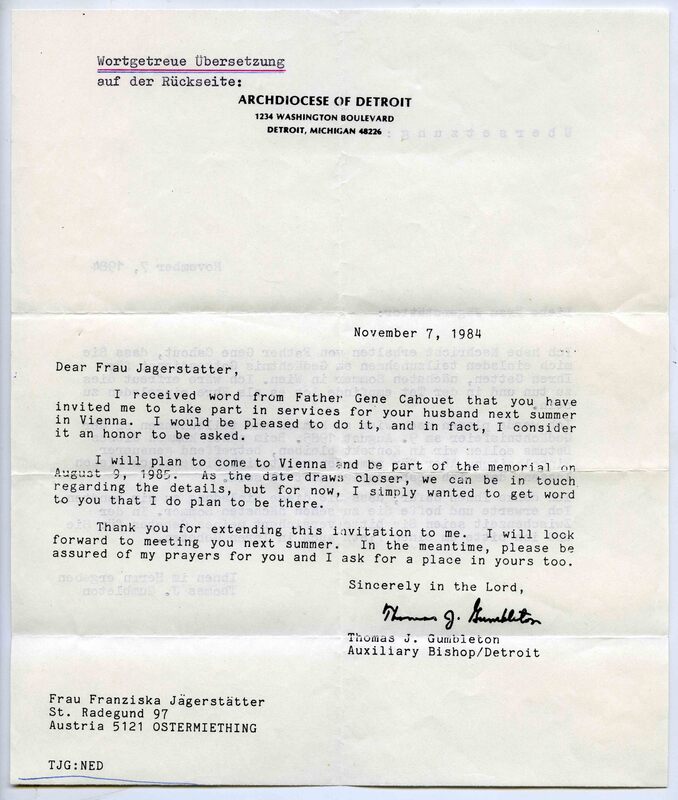 Wortgetreue Übersetzung
auf der Rückseite:
ARCHDIOCESE OF DETROIT
1234 WASHINGTON BOULEVARD
DETROIT, MICHIGAN 48226
November 7, 1984
Dear Frau Jagerstatter,
I received word from Father Gene Cahouet that you have
invited me to take part in services for your husband next summer
in Vienna. I would be pleased to do it, and in fact, I consider
it an honor to be asked.
I will plan to come to Vienna and be part of the memorial on
August 9, 1985. As the date draws closer, we can be in touch
regarding the details, but for now, I simply wanted to get word
to you that I do plan to be there.
Thank you for extending this invitation to me. I will look
forward to meeting you next summer. In the meantime, please be
assured of my prayers for you and I ask for a place in yours too.
Sincerely in the Lord,
Thomas J. Gumbleton
Thomas J. Gumbleton
Auxiliary Bishop/Detroit
Frau Franziska Jägerstätter
St. Radegund 97
Austria 5121 OSTERMIETHING
TJG:NED